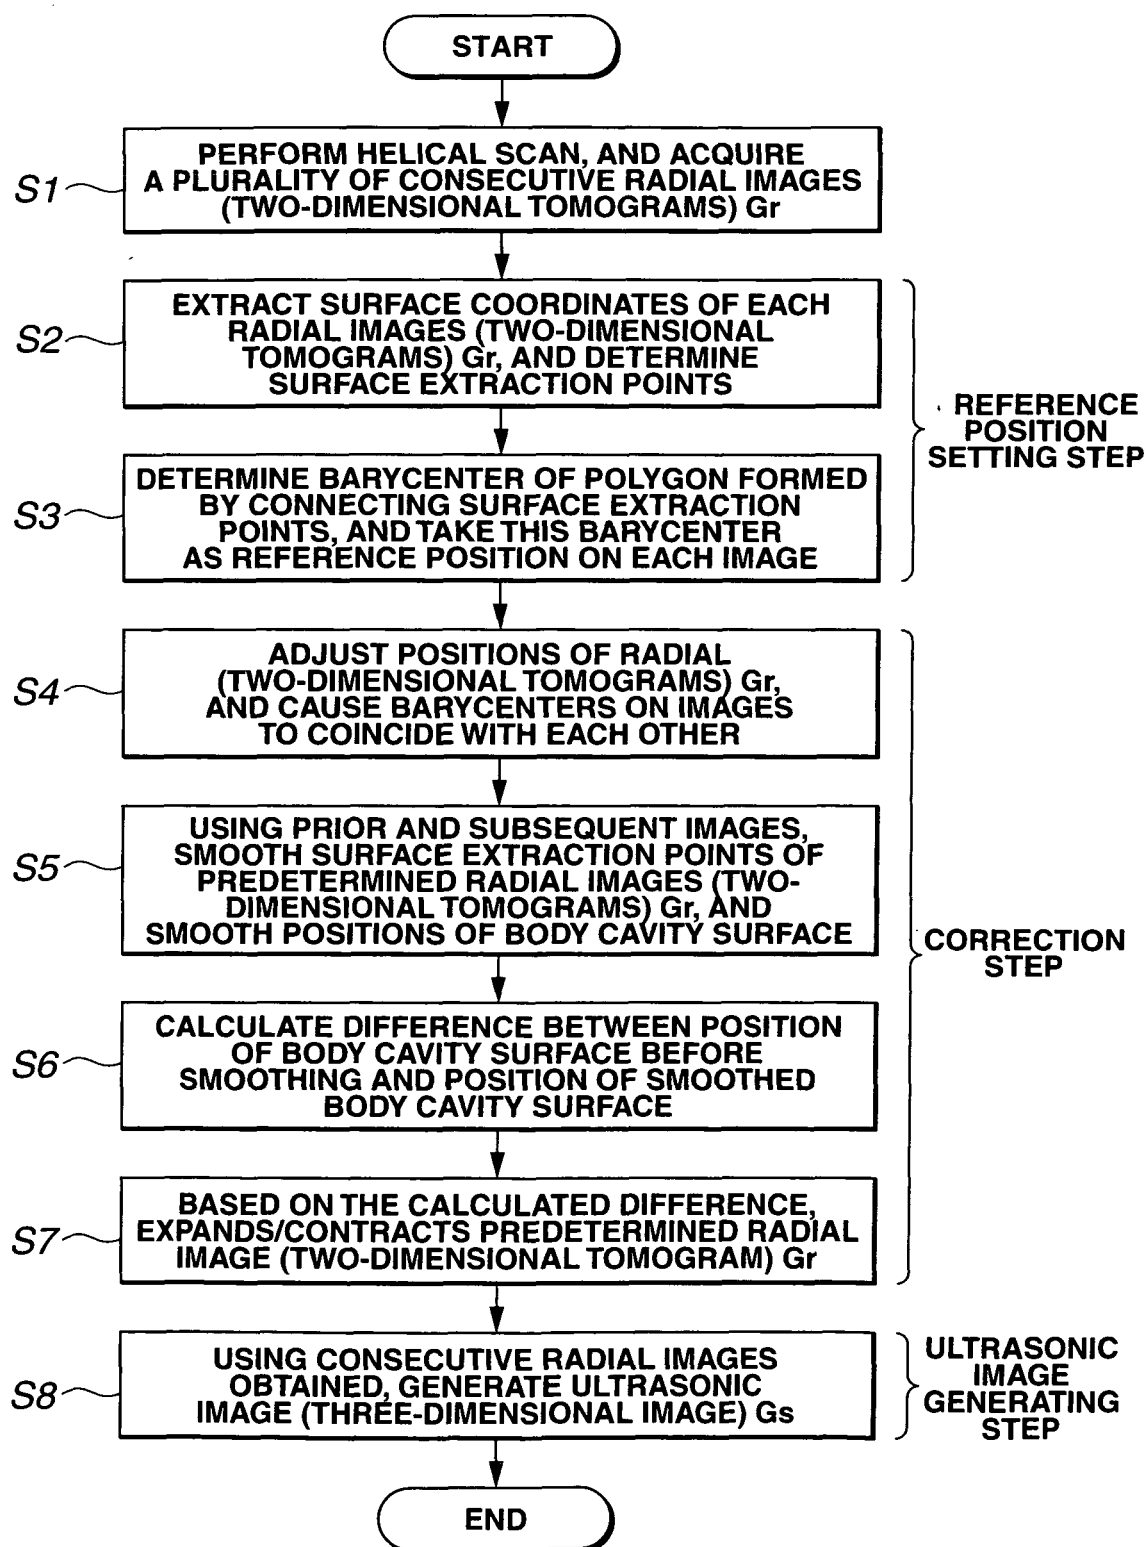 START
S1
PERFORM HELICAL SCAN, AND ACQUIRE
A PLURALITY OF CONSECUTIVE RADIAL IMAGES
(TWO-DIMENSIONAL TOMOGRAMS) Gr
S2
EXTRACT SURFACE COORDINATES OF EACH
RADIAL IMAGES (TWO-DIMENSIONAL
TOMOGRAMS) Gr, AND DETERMINE
SURFACE EXTRACTION POINTS
REFERENCE
POSITION
SETTING STEP
S3
DETERMINE BARYCENTER OF POLYGON FORMED
BY CONNECTING SURFACE EXTRACTION
POINTS, AND TAKE THIS BARYCENTER
AS REFERENCE POSITION ON EACH IMAGE
S4
ADJUST POSITIONS OF RADIAL
(TWO-DIMENSIONAL TOMOGRAMS) Gr,
AND CAUSE BARYCENTERS ON IMAGES
TO COINCIDE WITH EACH OTHER
S5
USING PRIOR AND SUBSEQUENT IMAGES,
SMOOTH SURFACE EXTRACTION POINTS OF
PREDETERMINED RADIAL IMAGES (TWO-
DIMENSIONAL TOMOGRAMS) Gr, AND
SMOOTH POSITIONS OF BODY CAVITY SURFACE
CORRECTION
STEP
S6
CALCULATE DIFFERENCE BETWEEN POSITION
OF BODY CAVITY SURFACE BEFORE
SMOOTHING AND POSITION OF SMOOTHED
BODY CAVITY SURFACE
S7
BASED ON THE CALCULATED DIFFERENCE,
EXPANDS/CONTRACTS PREDETERMINED RADIAL
IMAGE (TWO-DIMENSIONAL TOMOGRAM) Gr
S8
USING CONSECUTIVE RADIAL IMAGES
OBTAINED, GENERATE ULTRASONIC
IMAGE (THREE-DIMENSIONAL IMAGE) Gs
ULTRASONIC
IMAGE
GENERATING
STEP
END